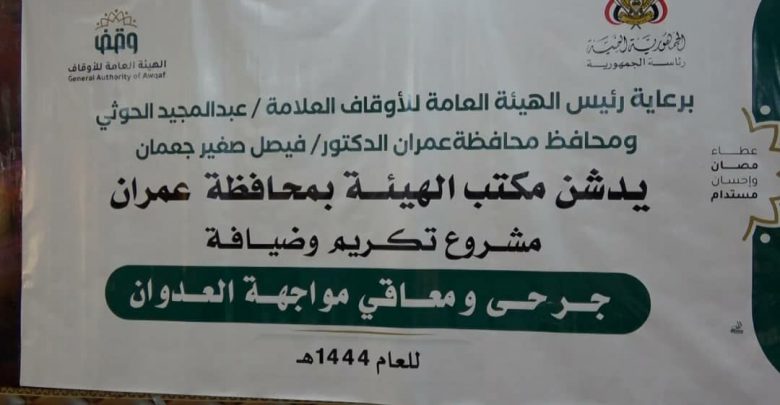 الجمهورية اليمنية
رئاسة الجمهورية
وقف
الهيئة العامة للأوقاف
General Authority of Awqaf
برعاية رئيس الهيئة العامة للأوقاف العلامة / عبدالمجيد الحوثي
ومحافظ محافظة عمران الدكتور/ فيصل صغير جعمان
يدشن مكتب الهيئة بمحافظة عمران
مشروع تكريم وضيافة
جرحى ومعاقي مواجهة العدوان
للعام 1444هـ
عطاء
مصان
وإحسان
مستدام